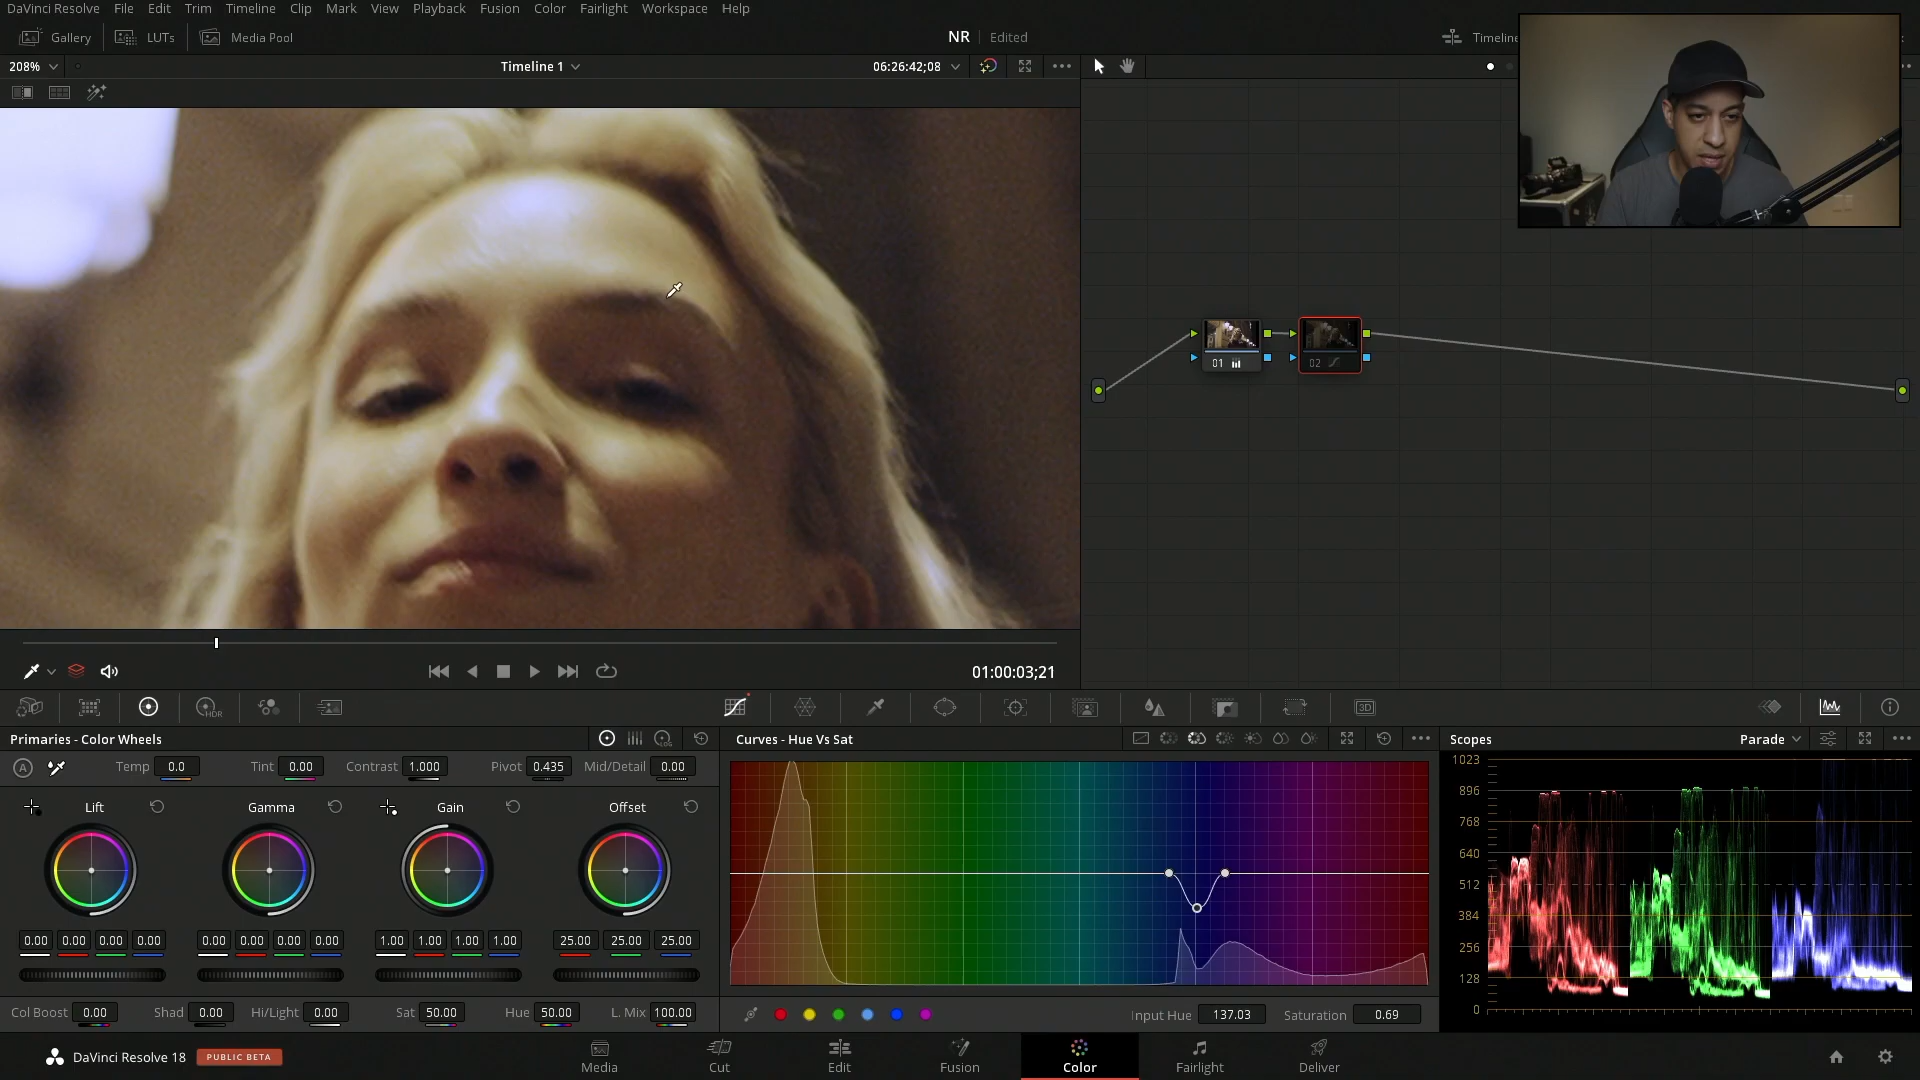 DaVinci Resolve File Edit Trim Timeline Clip Mark View Playback Fusion Color Fairlight Workspace Help
Gallery LUTs Media Pool NR Edited Timeline
208% Timeline 1 06:26:42;08
01 02
01:00:03;21
HDR 3D
Primaries - Color Wheels Curves - Hue Vs Sat Scopes Parade
A Temp 0.0 Tint 0.00 Contrast 1.000 Pivot 0.435 Mid/Detail 0.00
Lift Gamma Gain Offset
0.00 0.00 0.00 0.00 0.00 0.00 0.00 0.00 1.00 1.00 1.00 1.00 25.00 25.00 25.00
Col Boost 0.00 Shad 0.00 Hi/Light 0.00 Sat 50.00 Hue 50.00 L. Mix 100.00
Input Hue 137.03 Saturation 0.69
1023
896
768
640
512
384
256
128
0
DaVinci Resolve 18 PUBLIC BETA
Media Cut Edit Fusion Color Fairlight Deliver